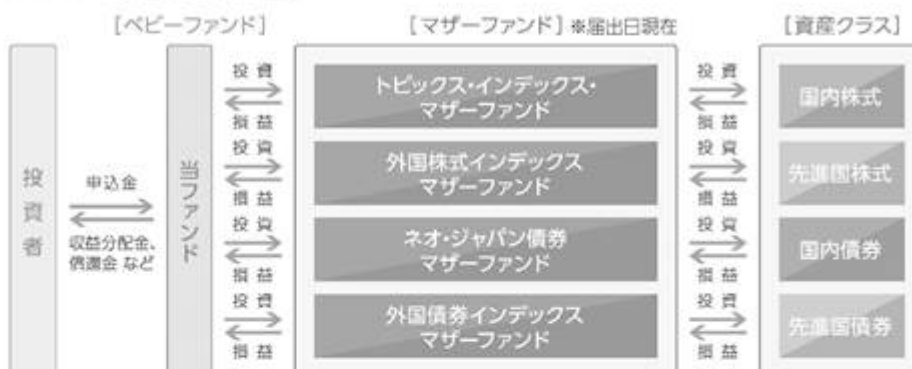 [ベビーファンド]
[マザーファンド]※届出日現在
[資産クラス]
投資者
申込金
収益分配金、
償還金 など
当ファンド
投資
損益
トピックス・インデックス・
マザーファンド
投資
損益
国内株式
投資
損益
外国株式インデックス
マザーファンド
投資
損益
先進国株式
投資
損益
ネオ・ジャパン債券
マザーファンド
投資
損益
国内債券
投資
損益
外国債券インデックス
マザーファンド
投資
損益
先進国債券